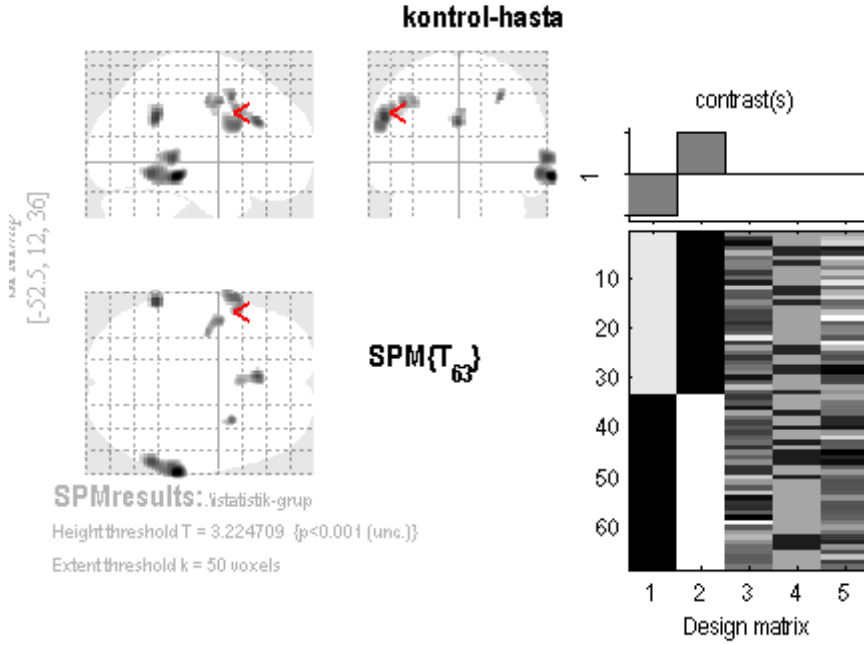 kontrol-hasta
contrast(s)
1
[-52.5, 12, 36]
SPM{T63}
SPMresults: .\istatistik-grup
Height threshold T = 3.224709 {p<0.001 (unc.)}
Extent threshold k = 50 voxels
10
20
30
40
50
60
1 2 3 4 5
Design matrix